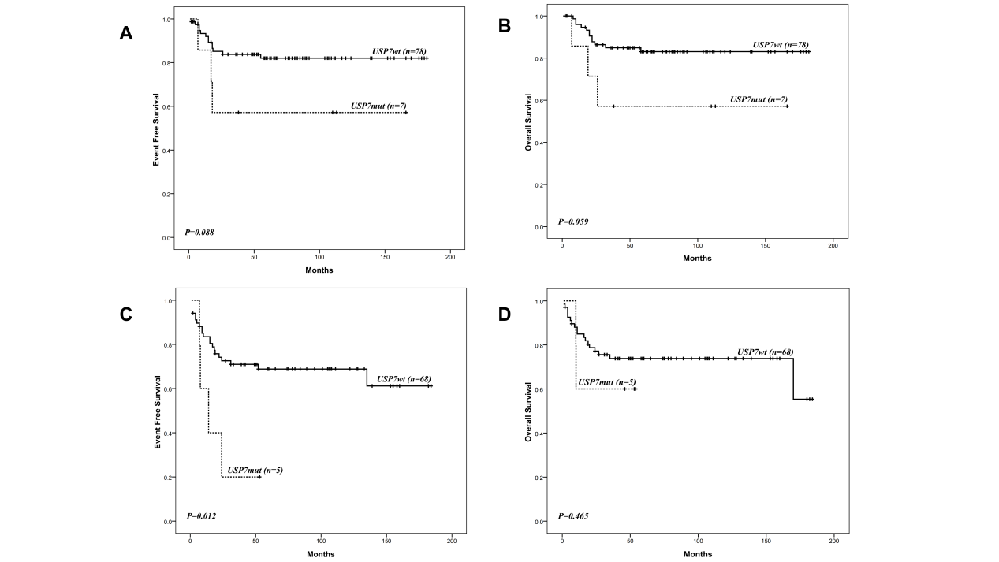 A
1.0
0.8
0.6
0.4
0.2
0.0
Event Free Survival
USP7wt (n=78)
USP7mut (n=7)
P=0.088
0 50 100 150 200
Months
B
1.0
0.8
0.6
0.4
0.2
0.0
Overall Survival
USP7wt (n=78)
USP7mut (n=7)
P=0.059
0 50 100 150 200
Months
C
1.0
0.8
0.6
0.4
0.2
0.0
Event Free Survival
USP7wt (n=68)
USP7mut (n=5)
P=0.012
0 50 100 150 200
Months
D
1.0
0.8
0.6
0.4
0.2
0.0
Overall Survival
USP7wt (n=68)
USP7mut (n=5)
P=0.465
0 50 100 150 200
Months